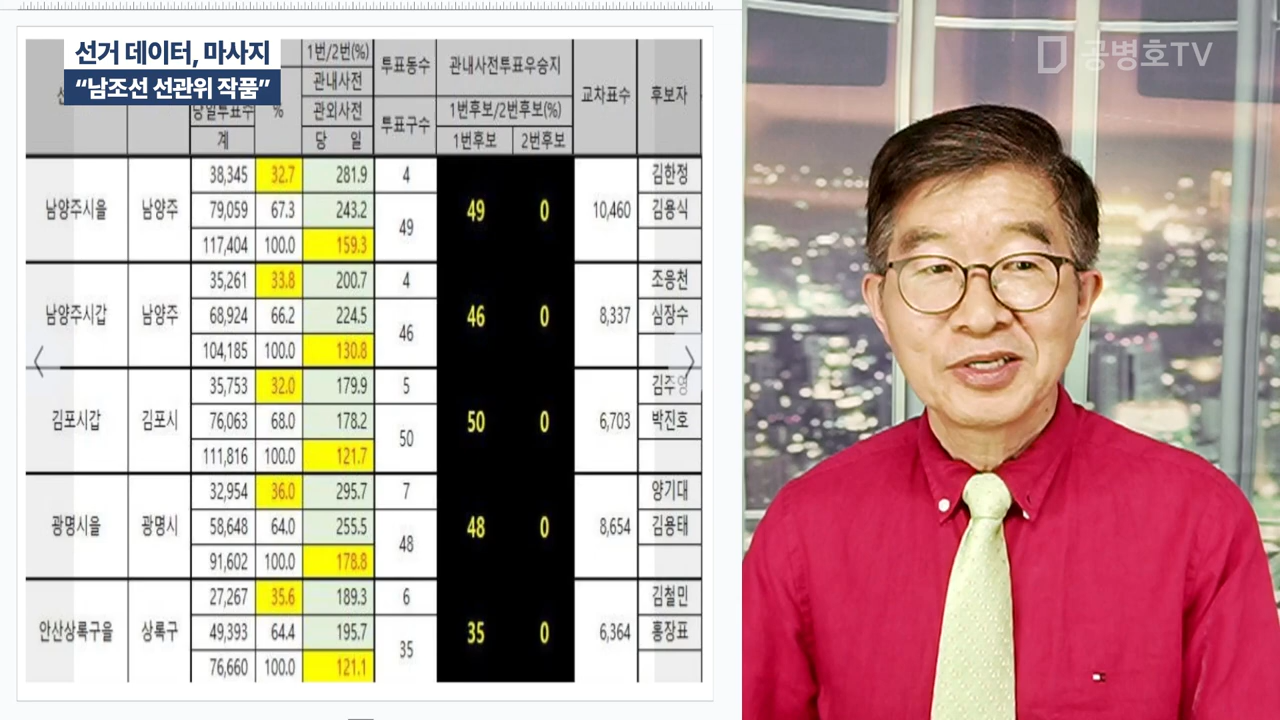 선거 데이터, 마사지
“남조선 선관위 작품”
공병호TV
선
당일투표수
계
%
1번/2번(%)
관내사전
관외사전
당 일
투표동수
투표구수
관내사전투표우승지
1번후보/2번후보(%)
1번후보 2번후보
교차표수
후보자
남양주시을 남양주
38,345 32.7 281.9 4 김한정
79,059 67.3 243.2 49 49 0 10,460 김용식
117,404 100.0 159.3
남양주시갑 남양주
35,261 33.8 200.7 4 조응천
68,924 66.2 224.5 46 46 0 8,337 심장수
104,185 100.0 130.8
김포시갑 김포시
35,753 32.0 179.9 5 김주영
76,063 68.0 178.2 50 50 0 6,703 박진호
111,816 100.0 121.7
광명시을 광명시
32,954 36.0 295.7 7 양기대
58,648 64.0 255.5 48 48 0 8,654 김용태
91,602 100.0 178.8
안산상록구을 상록구
27,267 35.6 189.3 6 김철민
49,393 64.4 195.7 35 35 0 6,364 홍장표
76,660 100.0 121.1